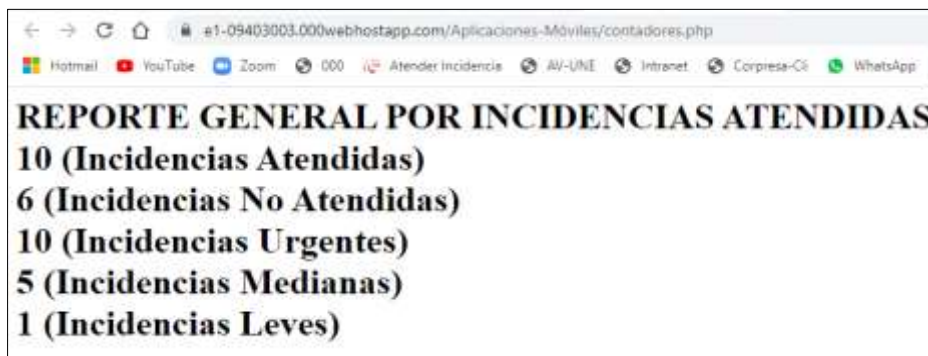 e1-09403003.000webhostapp.com/Aplicaciones-Móviles/contadores.php
Hotmail YouTube Zoom 000 Atender Incidencia AV-UNE Intranet Corpresa- WhatsApp
REPORTE GENERAL POR INCIDENCIAS ATENDIDAS
10 (Incidencias Atendidas)
6 (Incidencias No Atendidas)
10 (Incidencias Urgentes)
5 (Incidencias Medianas)
1 (Incidencias Leves)